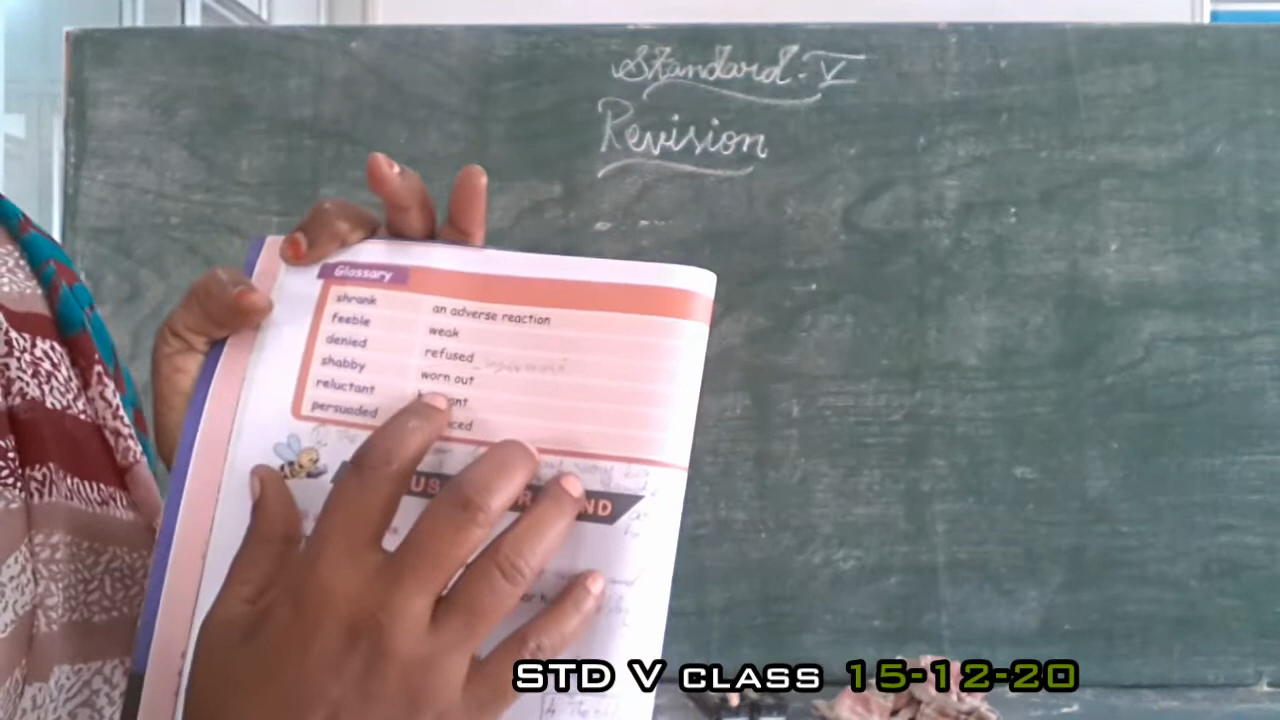 Standard-V
Revision
Glossary
shrank an adverse reaction
feeble weak
denied refused
shabby worn out
reluctant
persuaded
STD V CLASS 15-12-20